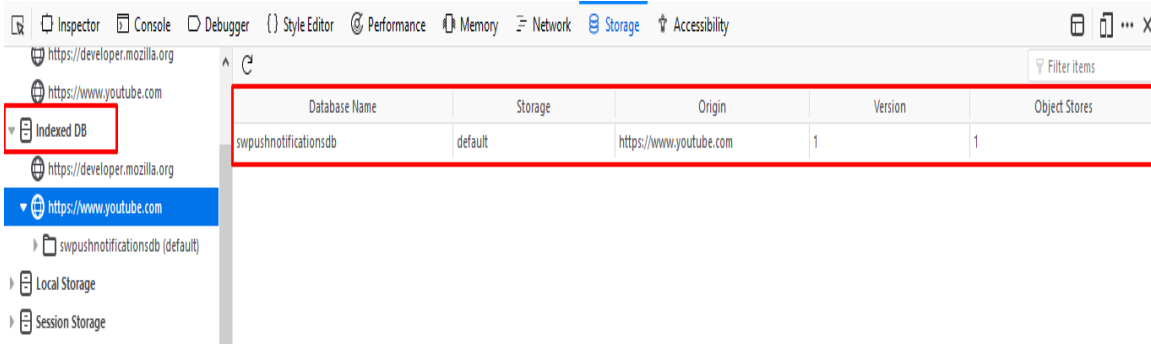 Inspector Console Debugger {} Style Editor Performance Memory Network Storage Accessibility
https://developer.mozilla.org
Filter items
https://www.youtube.com
Database Name Storage Origin Version Object Stores
Indexed DB
swpushnotificationsdb default https://www.youtube.com 1 1
https://developer.mozilla.org
https://www.youtube.com
swpushnotificationsdb (default)
Local Storage
Session Storage